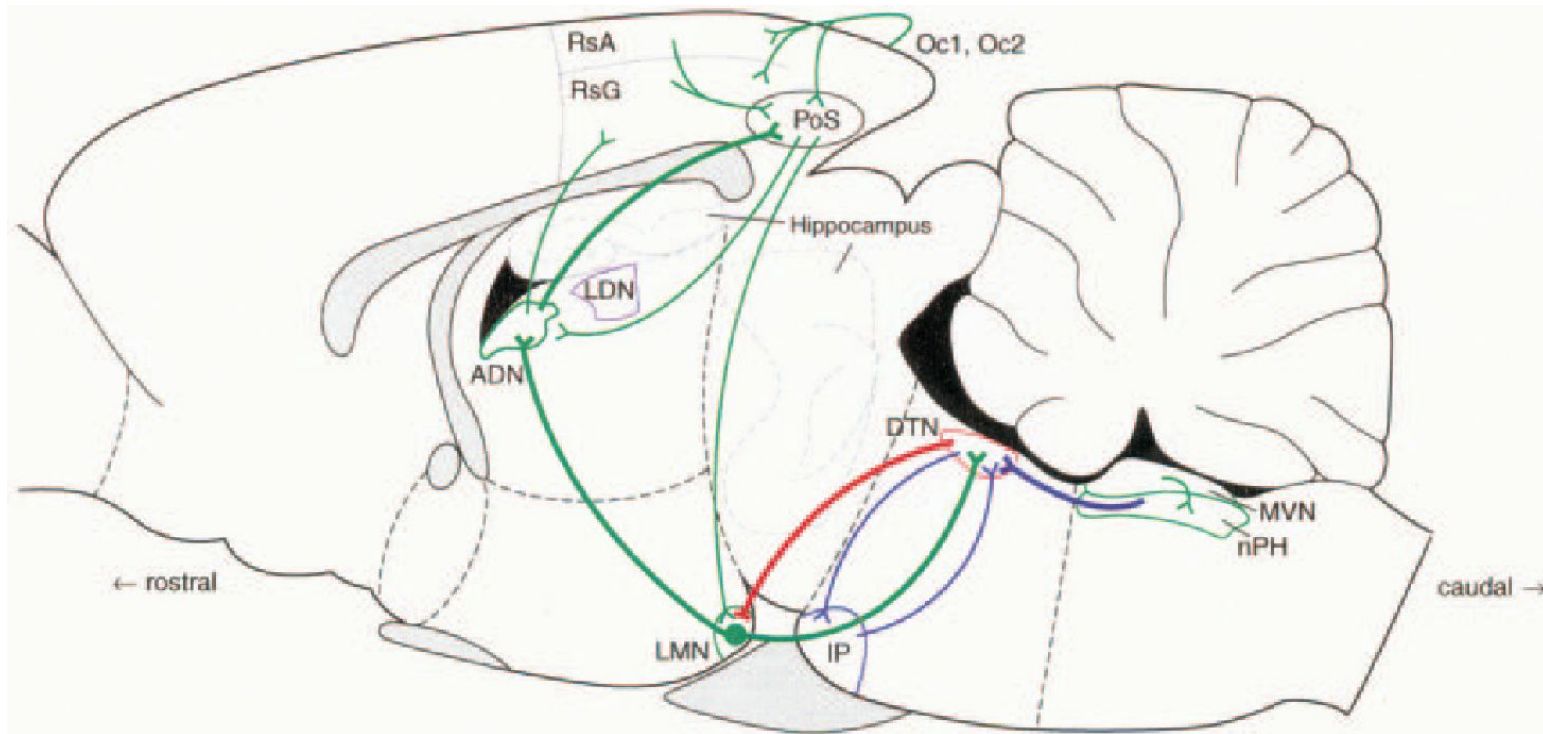 RsA
Oc1, Oc2
RsG
PoS
Hippocampus
LDN
ADN
DTN
MVN
nPH
← rostral
caudal →
LMN
IP